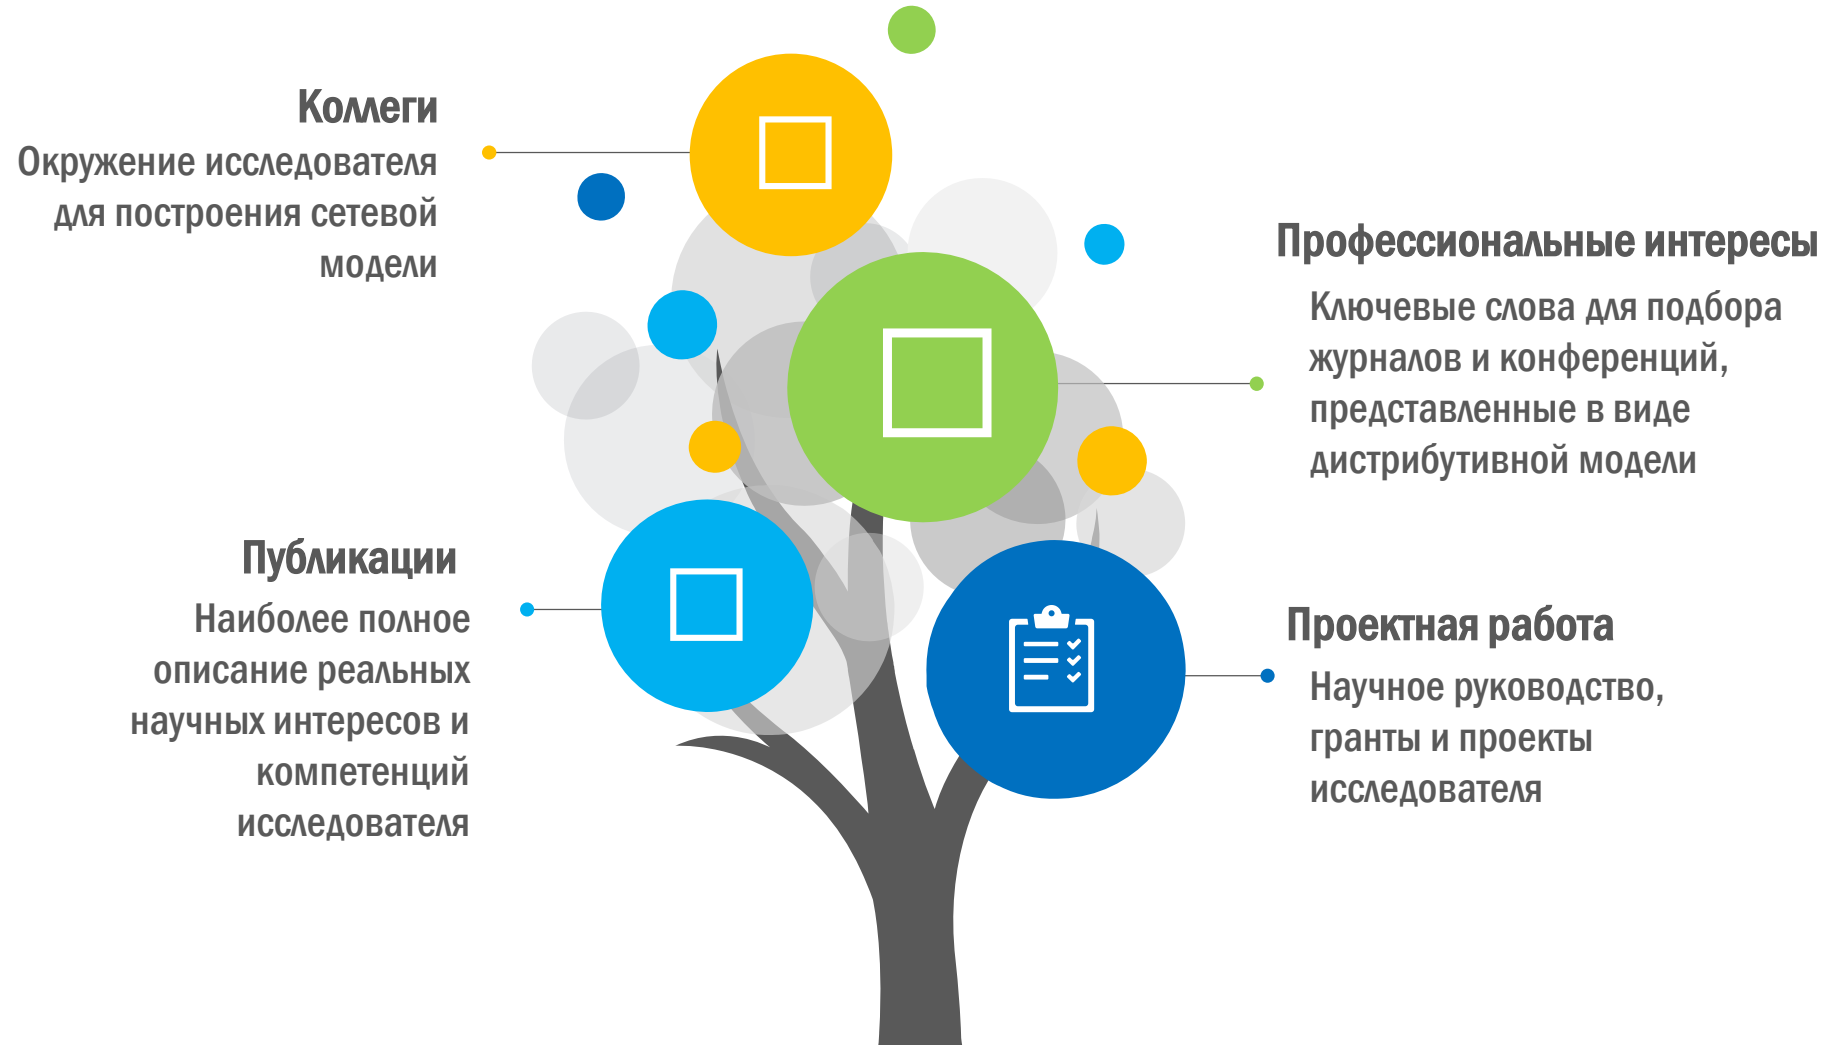 Коллеги
Окружение исследователя
для построения сетевой
модели
Профессиональные интересы
Ключевые слова для подбора
журналов и конференций,
представленные в виде
дистрибутивной модели
Публикации
Наиболее полное
описание реальных
научных интересов и
компетенций
исследователя
Проектная работа
Научное руководство,
гранты и проекты
исследователя